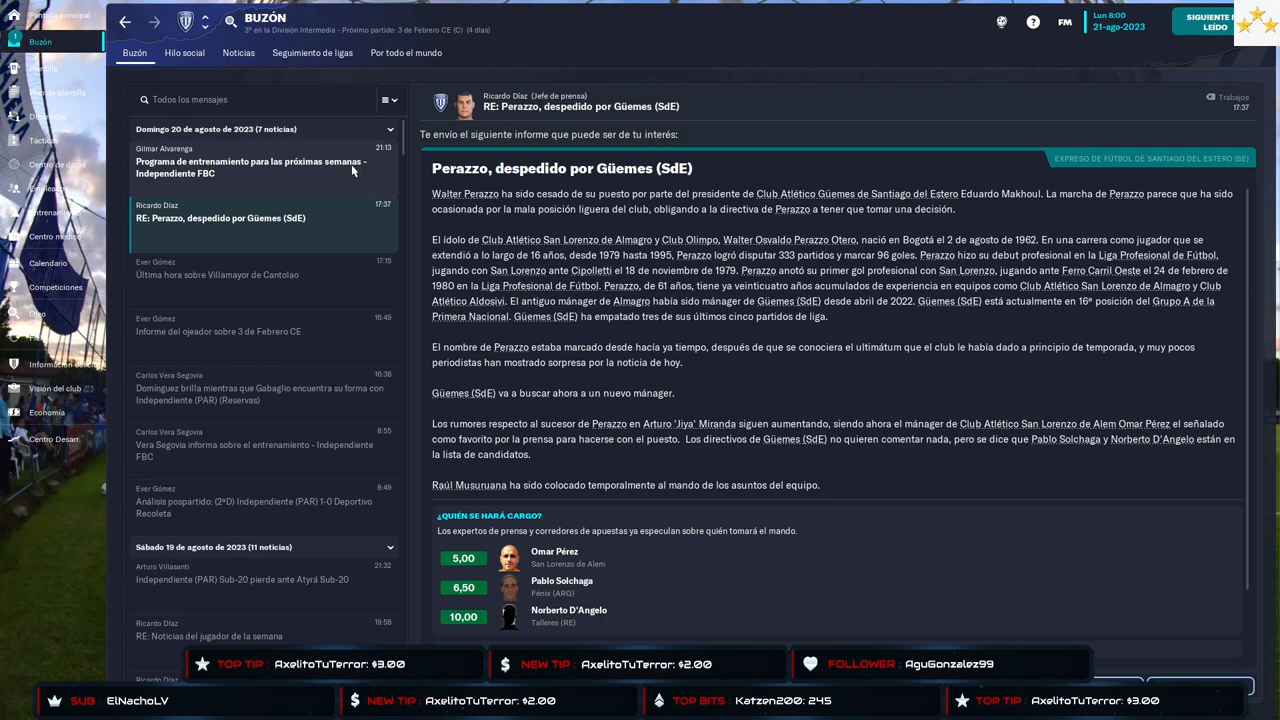 Pantalla principal
1
Buzón
Plantilla
Plan de plantilla
Tácticas
Centro de datos
Empleados
Entrenamiento
Centro médico
Calendario
Competiciones
Ojeo
Visión del club
Economía
Centro Desarr.
BUZÓN
3º en la División Intermedia - Próximo partido: 3 de Febrero CE (C) (4 días)
FM
Lun 8:00
21-ago-2023
SIGUIENTE N
LEÍDO
Buzón
Hilo social
Noticias
Seguimiento de ligas
Por todo el mundo
Todos los mensajes
Domingo 20 de agosto de 2023 (7 noticias)
Gilmar Alvarenga 21:13
Programa de entrenamiento para las próximas semanas -
Independiente FBC
Ricardo Díaz 17:37
RE: Perazzo, despedido por Güemes (SdE)
Ever Gómez 17:15
Última hora sobre Villamayor de Cantolao
Ever Gómez 16:49
Informe del ojeador sobre 3 de Febrero CE
Carlos Vera Segovia 16:38
Domínguez brilla mientras que Gabaglio encuentra su forma con
Independiente (PAR) (Reservas)
Carlos Vera Segovia 8:55
Vera Segovia informa sobre el entrenamiento - Independiente
FBC
Ever Gómez 8:49
Análisis pospartido: (2ªD) Independiente (PAR) 1-0 Deportivo
Recoleta
Sábado 19 de agosto de 2023 (11 noticias)
Arturo Villasanti 21:32
Independiente (PAR) Sub-20 pierde ante Atyrá Sub-20
Ricardo Díaz 19:58
RE: Noticias del jugador de la semana
Ricardo Díaz
Ricardo Díaz (Jefe de prensa)
RE: Perazzo, despedido por Güemes (SdE)
Trabajos
17:37
Te envío el siguiente informe que puede ser de tu interés:
EXPRESO DE FÚTBOL DE SANTIAGO DEL ESTERO (SE)
Perazzo, despedido por Güemes (SdE)
Walter Perazzo ha sido cesado de su puesto por parte del presidente de Club Atlético Güemes de Santiago del Estero Eduardo Makhoul. La marcha de Perazzo parece que ha sido
ocasionada por la mala posición liguera del club, obligando a la directiva de Perazzo a tener que tomar una decisión.
El ídolo de Club Atlético San Lorenzo de Almagro y Club Olimpo, Walter Osvaldo Perazzo Otero, nació en Bogotá el 2 de agosto de 1962. En una carrera como jugador que se
extendió a lo largo de 16 años, desde 1979 hasta 1995, Perazzo logró disputar 333 partidos y marcar 96 goles. Perazzo hizo su debut profesional en la Liga Profesional de Fútbol,
jugando con San Lorenzo ante Cipolletti el 18 de noviembre de 1979. Perazzo anotó su primer gol profesional con San Lorenzo, jugando ante Ferro Carril Oeste el 24 de febrero de
1980 en la Liga Profesional de Fútbol. Perazzo, de 61 años, tiene ya veinticuatro años acumulados de experiencia en equipos como Club Atlético San Lorenzo de Almagro y Club
Atlético Aldosivi. El antiguo mánager de Almagro había sido mánager de Güemes (SdE) desde abril de 2022. Güemes (SdE) está actualmente en 16ª posición del Grupo A de la
Primera Nacional. Güemes (SdE) ha empatado tres de sus últimos cinco partidos de liga.
El nombre de Perazzo estaba marcado desde hacía ya tiempo, después de que se conociera el ultimátum que el club le había dado a principio de temporada, y muy pocos
periodistas han mostrado sorpresa por la noticia de hoy.
Güemes (SdE) va a buscar ahora a un nuevo mánager.
Los rumores respecto al sucesor de Perazzo en Arturo 'Jiya' Miranda siguen aumentando, siendo ahora el mánager de Club Atlético San Lorenzo de Alem Omar Pérez el señalado
como favorito por la prensa para hacerse con el puesto. Los directivos de Güemes (SdE) no quieren comentar nada, pero se dice que Pablo Solchaga y Norberto D'Angelo están en
la lista de candidatos.
Raúl Musuruana ha sido colocado temporalmente al mando de los asuntos del equipo.
¿QUIÉN SE HARÁ CARGO?
Los expertos de prensa y corredores de apuestas ya especulan sobre quién tomará el mando.
5,00 Omar Pérez
San Lorenzo de Alem
6,50 Pablo Solchaga
Fénix (ARG)
10,00 Norberto D'Angelo
Talleres (RE)
TOP TIP : AxelitoTuTerror: $3.00
NEW TIP : AxelitoTuTerror: $2.00
FOLLOWER : AguGonzalez99
SUB : ElNachoLV
NEW TIP : AxelitoTuTerror: $2.00
TOP BITS : Katzen200: 245
TOP TIP : AxelitoTuTerror: $3.00